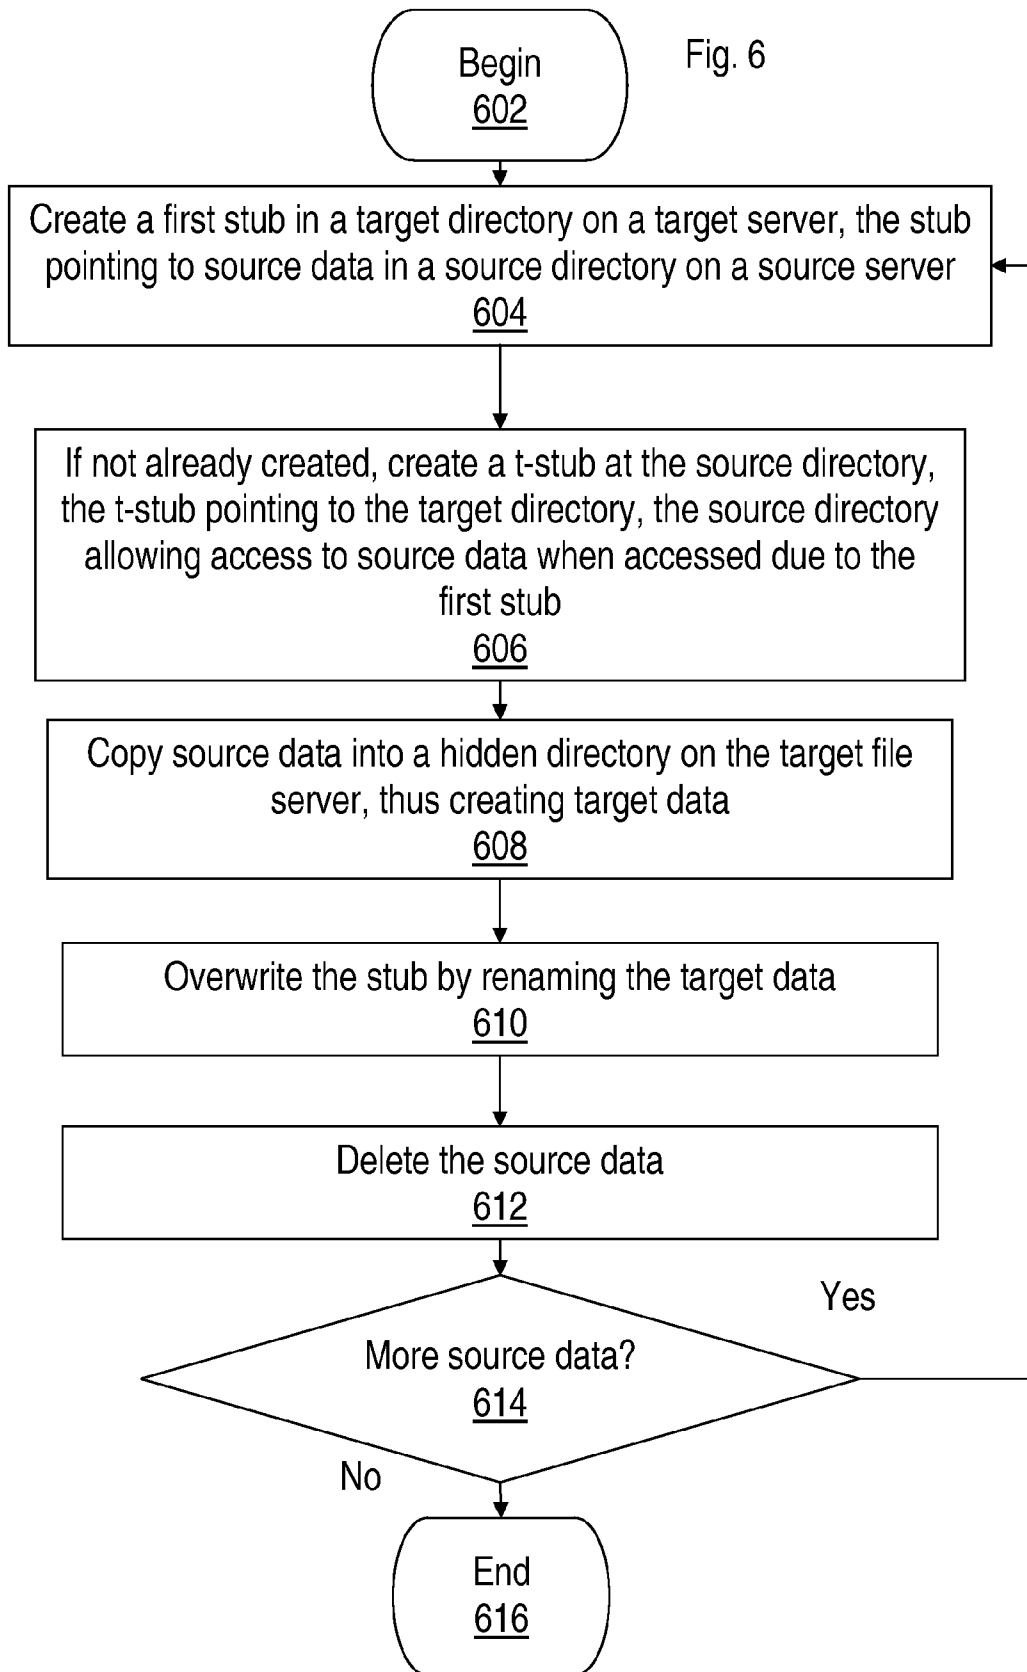 Fig. 6
Begin
602
Create a first stub in a target directory on a target server, the stub
pointing to source data in a source directory on a source server
604
If not already created, create a t-stub at the source directory,
the t-stub pointing to the target directory, the source directory
allowing access to source data when accessed due to the
first stub
606
Copy source data into a hidden directory on the target file
server, thus creating target data
608
Overwrite the stub by renaming the target data
610
Delete the source data
612
Yes
More source data?
614
No
End
616